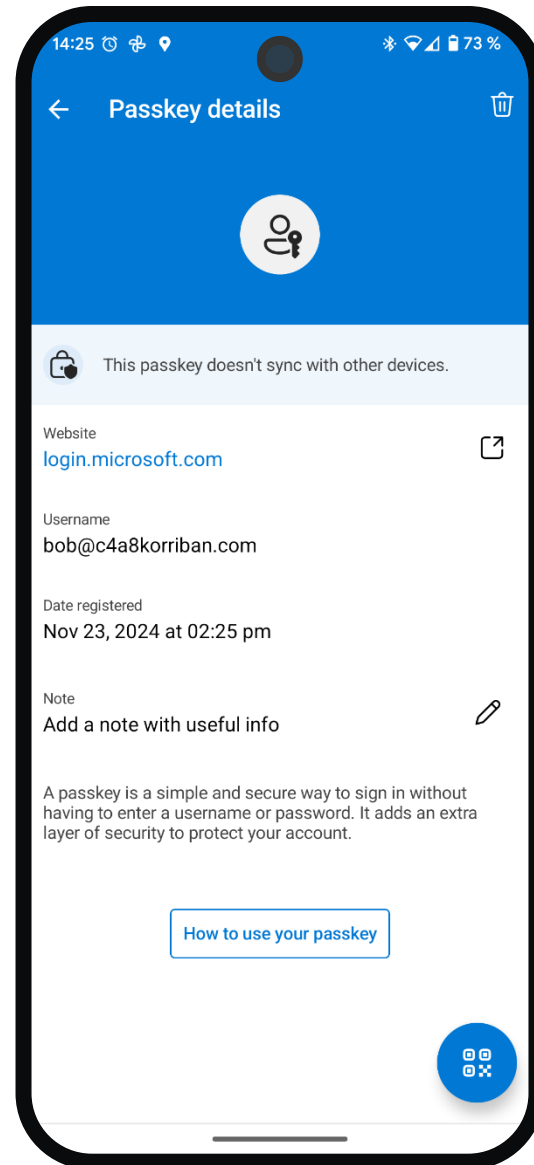 14:25 73 %
Passkey details
This passkey doesn't sync with other devices.
Website
login.microsoft.com
Username
bob@c4a8korriban.com
Date registered
Nov 23, 2024 at 02:25 pm
Note
Add a note with useful info
A passkey is a simple and secure way to sign in without
having to enter a username or password. It adds an extra
layer of security to protect your account.
How to use your passkey